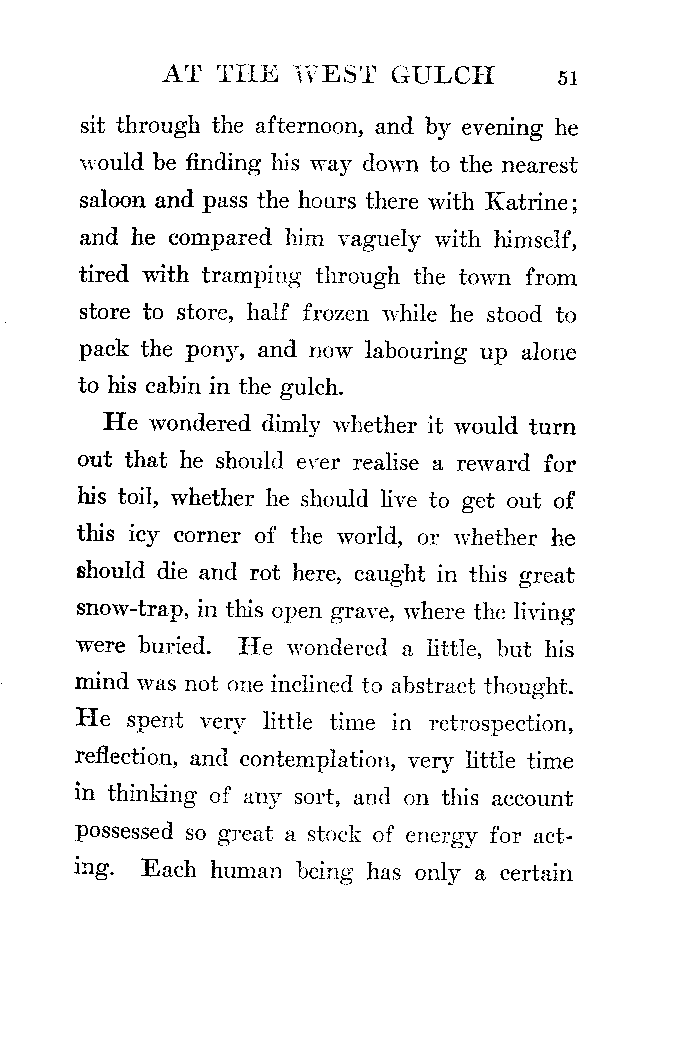 AT THE WEST GULCH 51
sit through the afternoon, and by evening he
would be finding his way down to the nearest
saloon and pass the hours there with Katrine;
and he compared him vaguely with himself,
tired with tramping through the town from
store to store, half frozen while he stood to
pack the pony, and now labouring up alone
to his cabin in the gulch.
He wondered dimly whether it would turn
out that he should ever realise a reward for
his toil, whether he should live to get out of
this icy corner of the world, or whether he
should die and rot here, caught in this great
snow-trap, in this open grave, where the living
were buried. He wondered a little, but his
mind was not one inclined to abstract thought.
He spent very little time in retrospection,
reflection, and contemplation, very little time
in thinking of any sort, and on this account
possessed so great a stock of energy for act-
ing. Each human being has only a certain